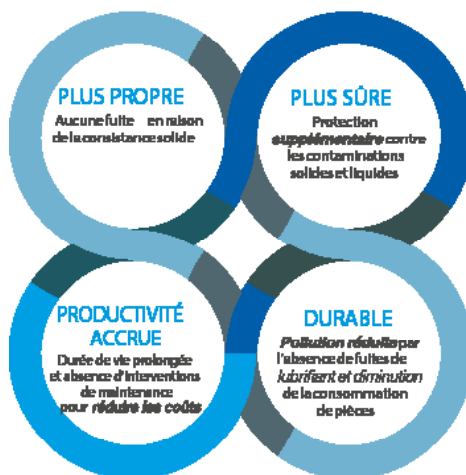 PLUS PROPRE
Aucune fuite en raison
de la consistance solide
PLUS SÛRE
Protection
supplémentaire contre
les contaminations
solides et liquides
PRODUCTIVITÉ
ACCRUE
Durée de vie prolongée
et absence d'interventions
de maintenance
pour réduire les coûts
DURABLE
Pollution réduite par
l'absence de fuites de
lubrifiant et diminution
de la consommation
de pièces